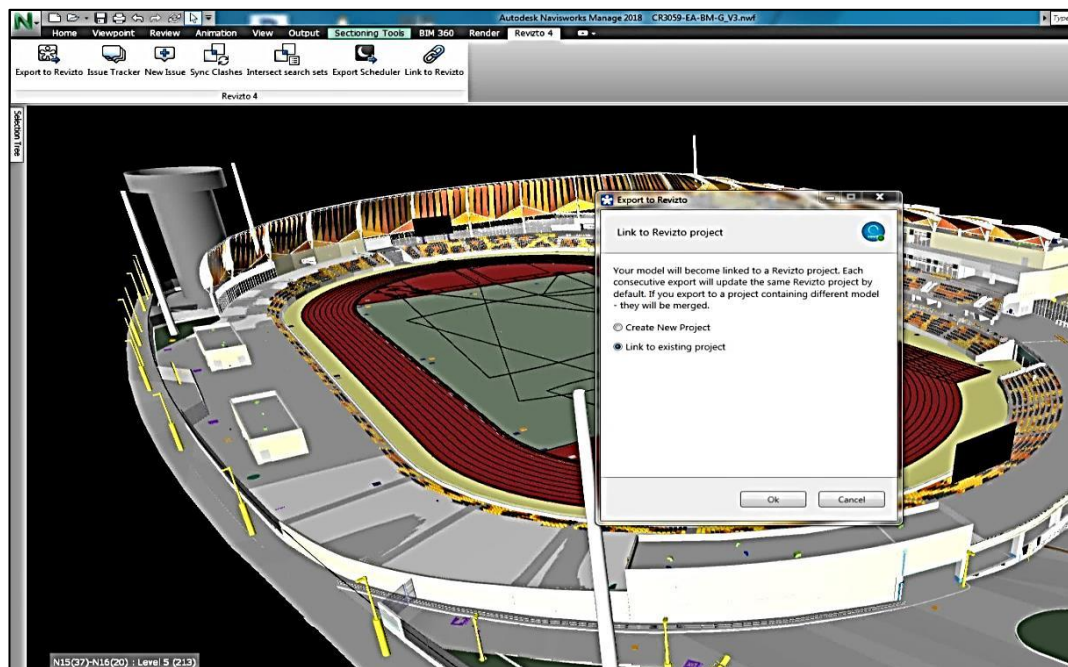 Autodesk Navisworks Manage 2018 CR3059-EA-BM-G_V3.nwf
Home Viewpoint Review Animation View Output Sectioning Tools BIM 360 Render Revizto 4
Export to Revizto Issue Tracker New Issue Sync Clashes Intersect search sets Export Scheduler Link to Revizto
Revizto 4
Selection Tree
Export to Revizto
Link to Revizto project
Your model will become linked to a Revizto project. Each
consecutive export will update the same Revizto project by
default. If you export to a project containing different model
- they will be merged.
Create New Project
Link to existing project
Ok Cancel
N15(37)-N16(20) : Level 5 (213)